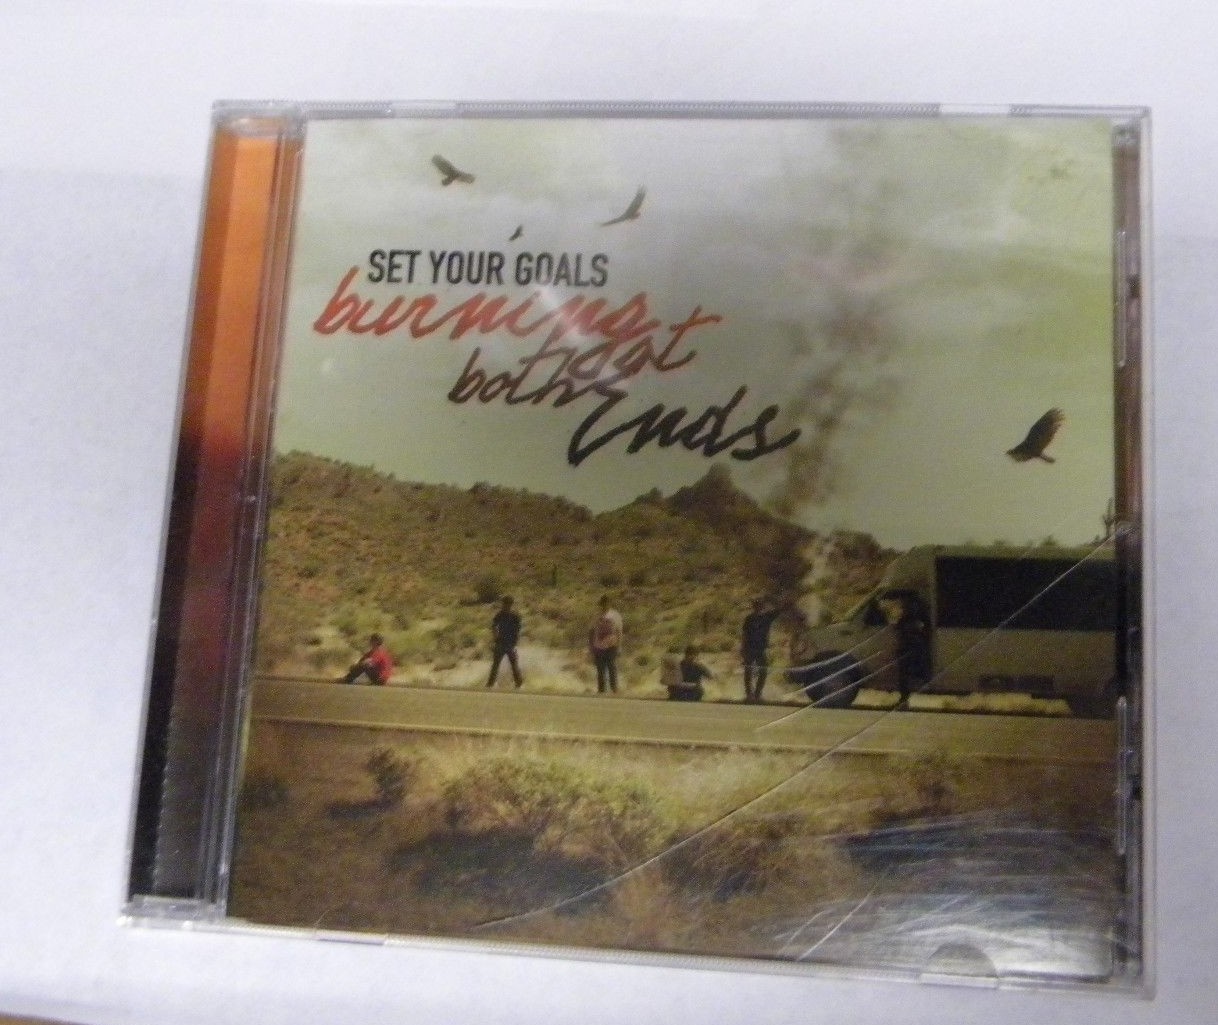 SET YOUR GOALS
burning
both at
Ends